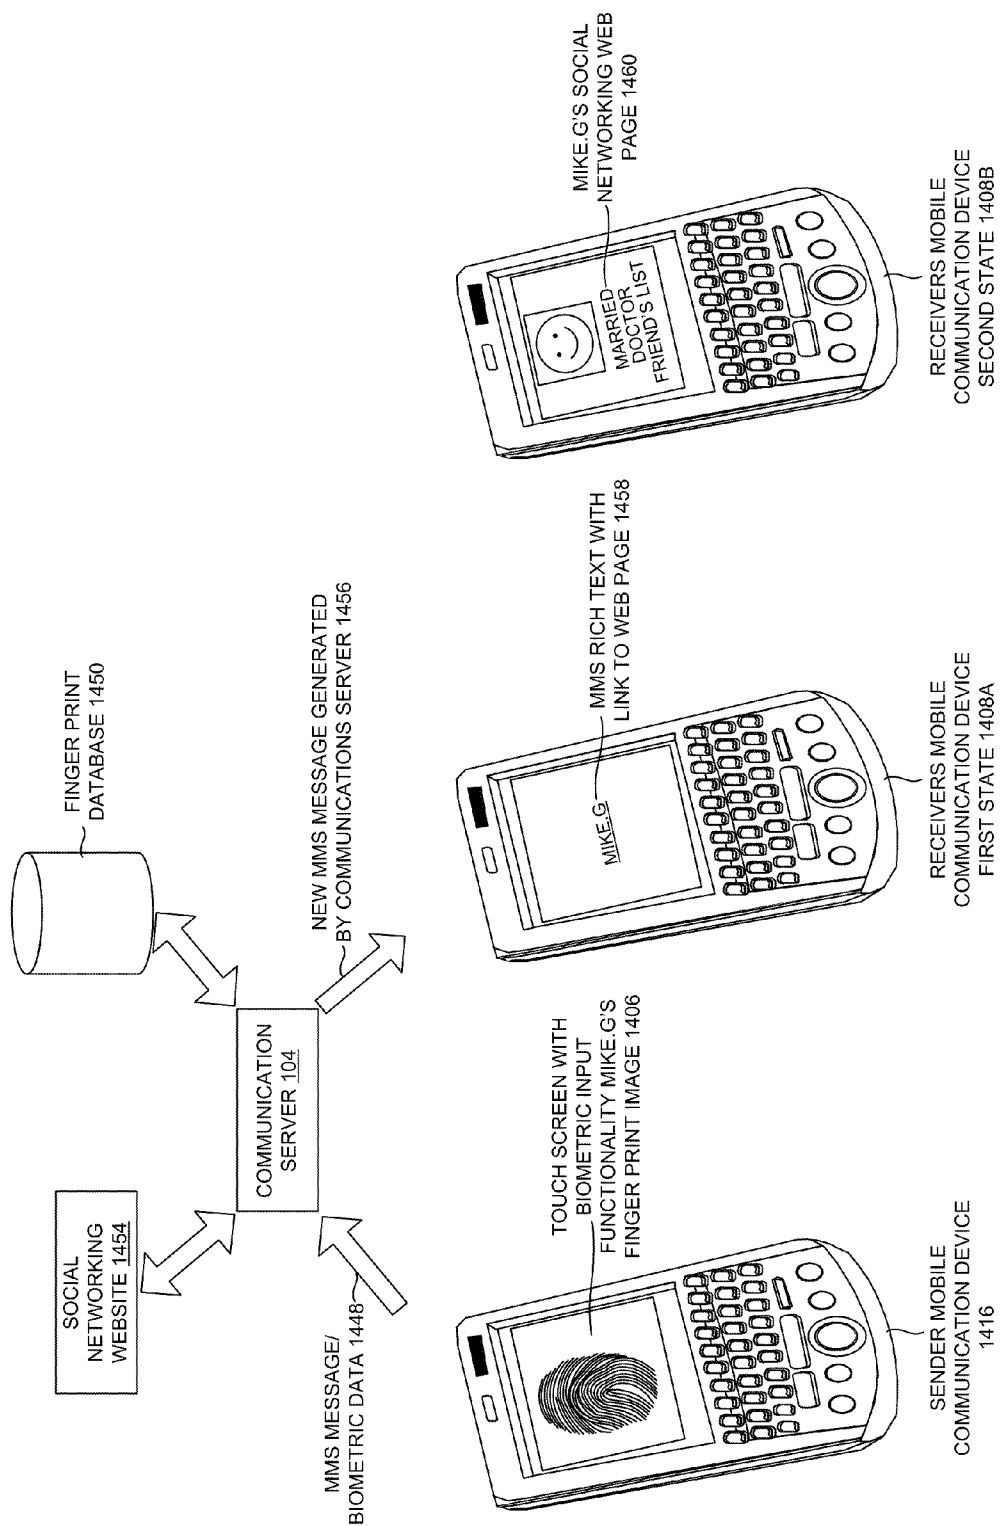 SOCIAL
NETWORKING
WEBSITE 1454
FINGER PRINT
DATABASE 1450
COMMUNICATION
SERVER 104
MMS MESSAGE/
BIOMETRIC DATA 1448
NEW MMS MESSAGE GENERATED
BY COMMUNICATIONS SERVER 1456
TOUCH SCREEN WITH
BIOMETRIC INPUT
FUNCTIONALITY MIKE.G'S
FINGER PRINT IMAGE 1406
SENDER MOBILE
COMMUNICATION DEVICE
1416
MIKE.G
MMS RICH TEXT WITH
LINK TO WEB PAGE 1458
RECEIVERS MOBILE
COMMUNICATION DEVICE
FIRST STATE 1408A
MARRIED
DOCTOR
FRIEND'S LIST
MIKE.G'S SOCIAL
NETWORKING WEB
PAGE 1460
RECEIVERS MOBILE
COMMUNICATION DEVICE
SECOND STATE 1408B